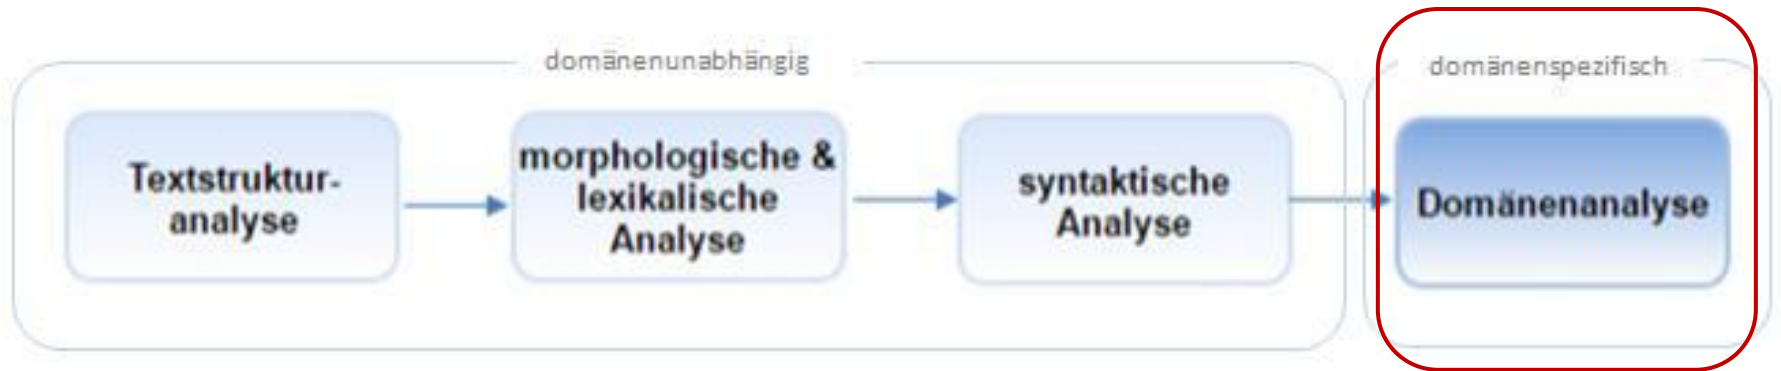 domänenunabhängig
domänenspezifisch
Textstruktur-
analyse
morphologische &
lexikalische
Analyse
syntaktische
Analyse
Domänenanalyse